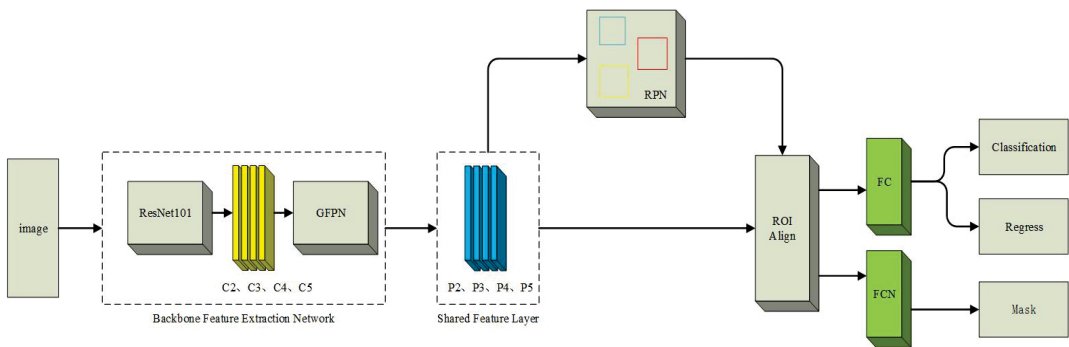 RPN
Classification
FC
ResNet101
GFPN
ROI
Align
image
Regress
C2、C3、C4、C5
P2、P3、P4、P5
FCN
Mask
Backbone Feature Extraction Network
Shared Feature Layer